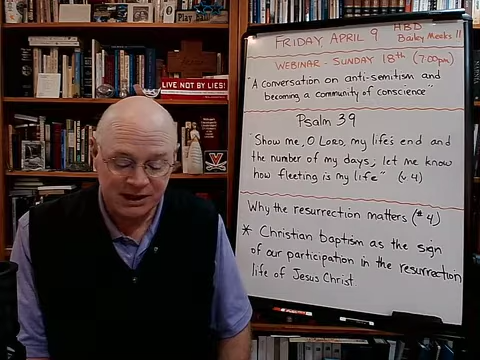 FRIDAY APRIL 9
HBD
Bailey Meeks 11
WEBINAR - SUNDAY 18th (7:00pm)
"A conversation on anti-semitism and
becoming a community of conscience"
Psalm 39
"Show me, O LORD, my life's end and
the number of my days; let me know
how fleeting is my life" (v. 4)
Why the resurrection matters (#4)
* Christian baptism as the sign
of our participation in the resurrection
life of Jesus Christ
LIVE NOT BY LIES!